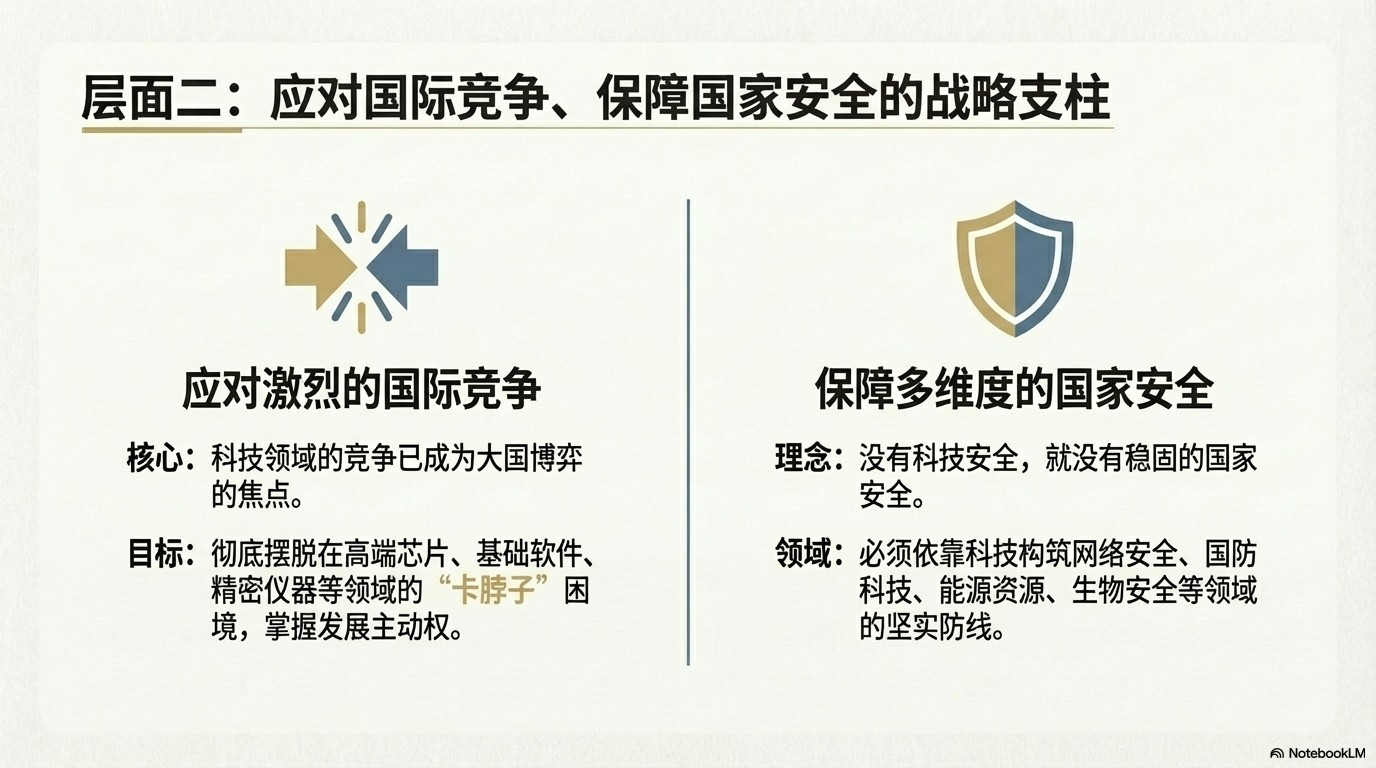 层面二：应对国际竞争、保障国家安全的战略支柱
应对激烈的国际竞争
核心：科技领域的竞争已成为大国博弈
的焦点。
目标：彻底摆脱在高端芯片、基础软件、
精密仪器等领域的“卡脖子”困
境，掌握发展主动权。
保障多维度的国家安全
理念：没有科技安全，就没有稳固的国家
安全。
领域：必须依靠科技构筑网络安全、国防
科技、能源资源、生物安全等领域
的坚实防线。
NotebookLM